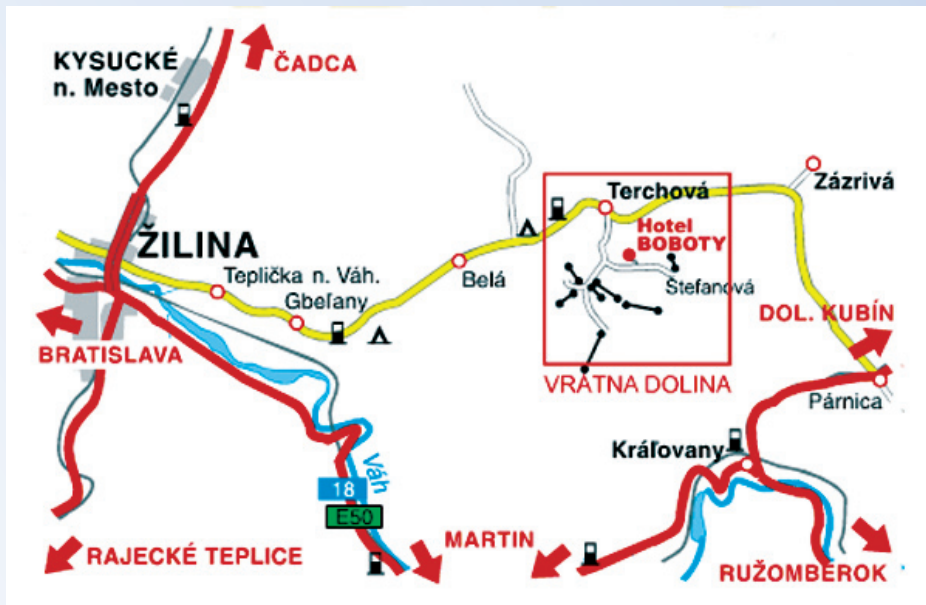 KYSUCKÉ
n. Mesto
ČADCA
Zázrivá
Terchová
ŽILINA
Hotel
BOBOTY
Teplička n. Váh.
Belá
Štefanová
Gbeľany
DOL. KUBÍN
BRATISLAVA
VRÁTNA DOLINA
Párnica
Kráľovany
Váh
18
E50
MARTIN
RAJECKÉ TEPLICE
RUŽOMBEROK